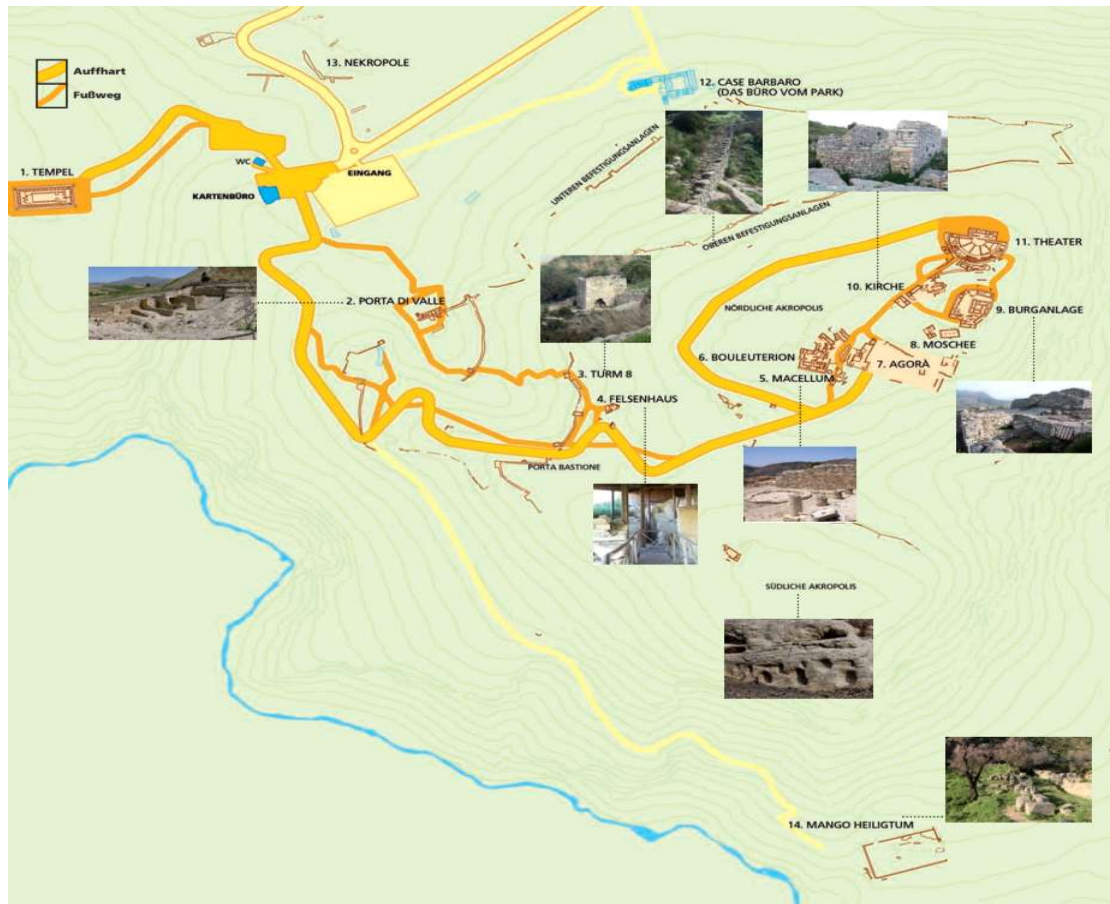 Auffhart
Fußweg
13. NEKROPOLE
12. CASE BARBARO
(DAS BÜRO VOM PARK)
1. TEMPEL
WC
KARTENBÜRO
EINGANG
UNTEREN BEFESTIGUNGSANLAGEN
OBEREN BEFESTIGUNGSANLAGEN
11. THEATER
2. PORTA DI VALLE
10. KIRCHE
NÖRDLICHE AKROPOLIS
9. BURGANLAGE
8. MOSCHEE
6. BOULEUTERION
7. AGORÀ
3. TURM 8
5. MACELLUM
4. FELSENHAUS
PORTA BASTIONE
SÜDLICHE AKROPOLIS
14. MANGO HEILIGTUM